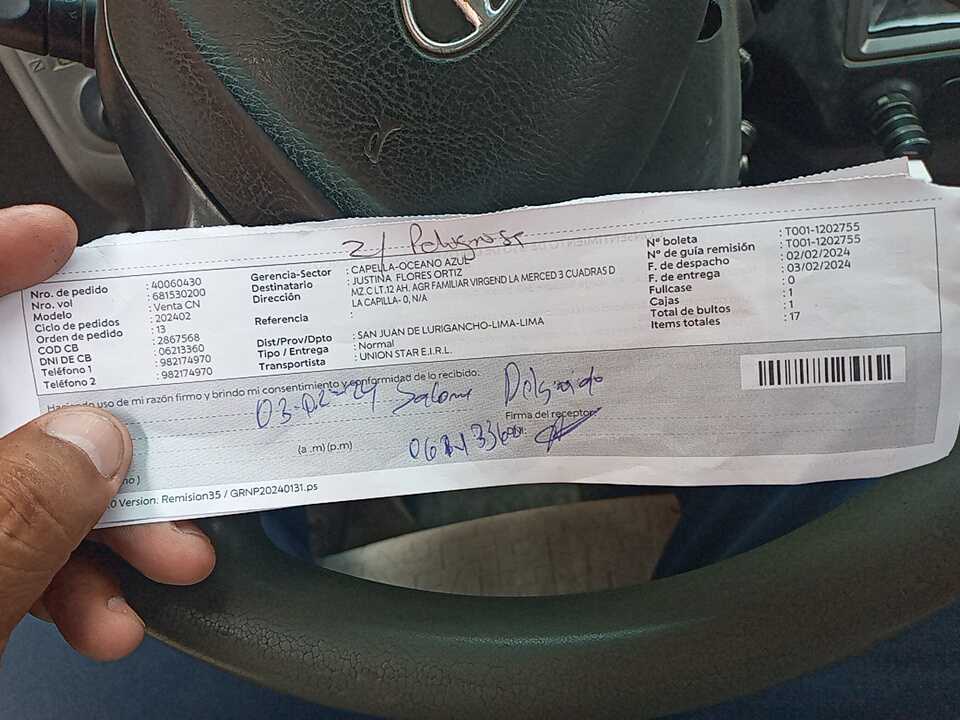 Z/ Peligrosa
Nro. de pedido : 40060430
Nro. vol : 681530200
Modelo : Venta CN
Ciclo de pedidos : 202402
Orden de pedido : 13
COD CB : 2867568
DNI DE CB : 06213360
Teléfono 1 : 982174970
Teléfono 2 : 982174970
Gerencia-Sector : CAPELLA-OCEANO AZUL
Destinatario : JUSTINA FLORES ORTIZ
Dirección MZ C LT.12 AH. AGR FAMILIAR VIRGEND LA MERCED 3 CUADRAS D
LA CAPILLA- 0, N/A
Referencia :
Dist/Prov/Dpto : SAN JUAN DE LURIGANCHO-LIMA-LIMA
Tipo / Entrega : Normal
Transportista : UNION STAR E.I.R.L.
Nº boleta : T001-1202755
Nº de guía remisión : T001-1202755
F. de despacho : 02/02/2024
F. de entrega : 03/02/2024
Fullcase : 0
Cajas : 1
Total de bultos : 1
Items totales : 17
uso de mi razón firmo y brindo mi consentimiento y conformidad de lo recibido.
03-02-24 Salome
Firma del receptor
(a .m) (p.m)
0 Version: Remision35 / GRNP20240131.ps